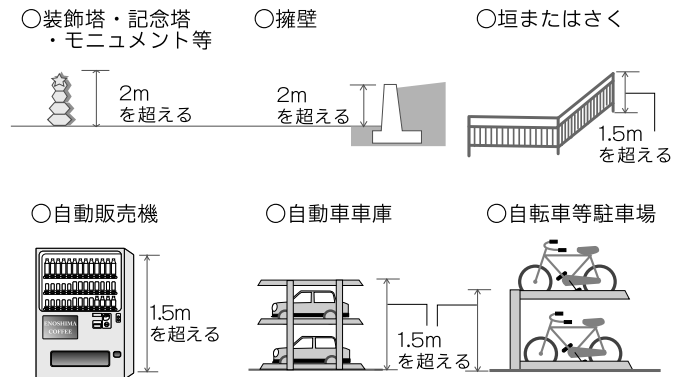 ○装飾塔・記念塔
・モニュメント等
○擁壁
○垣またはさく
2m
を超える
2m
を超える
1.5m
を超える
○自動販売機
○自動車車庫
○自転車等駐車場
ENOSHIMA
COFFEE
1.5m
を超える
1.5m
を超える